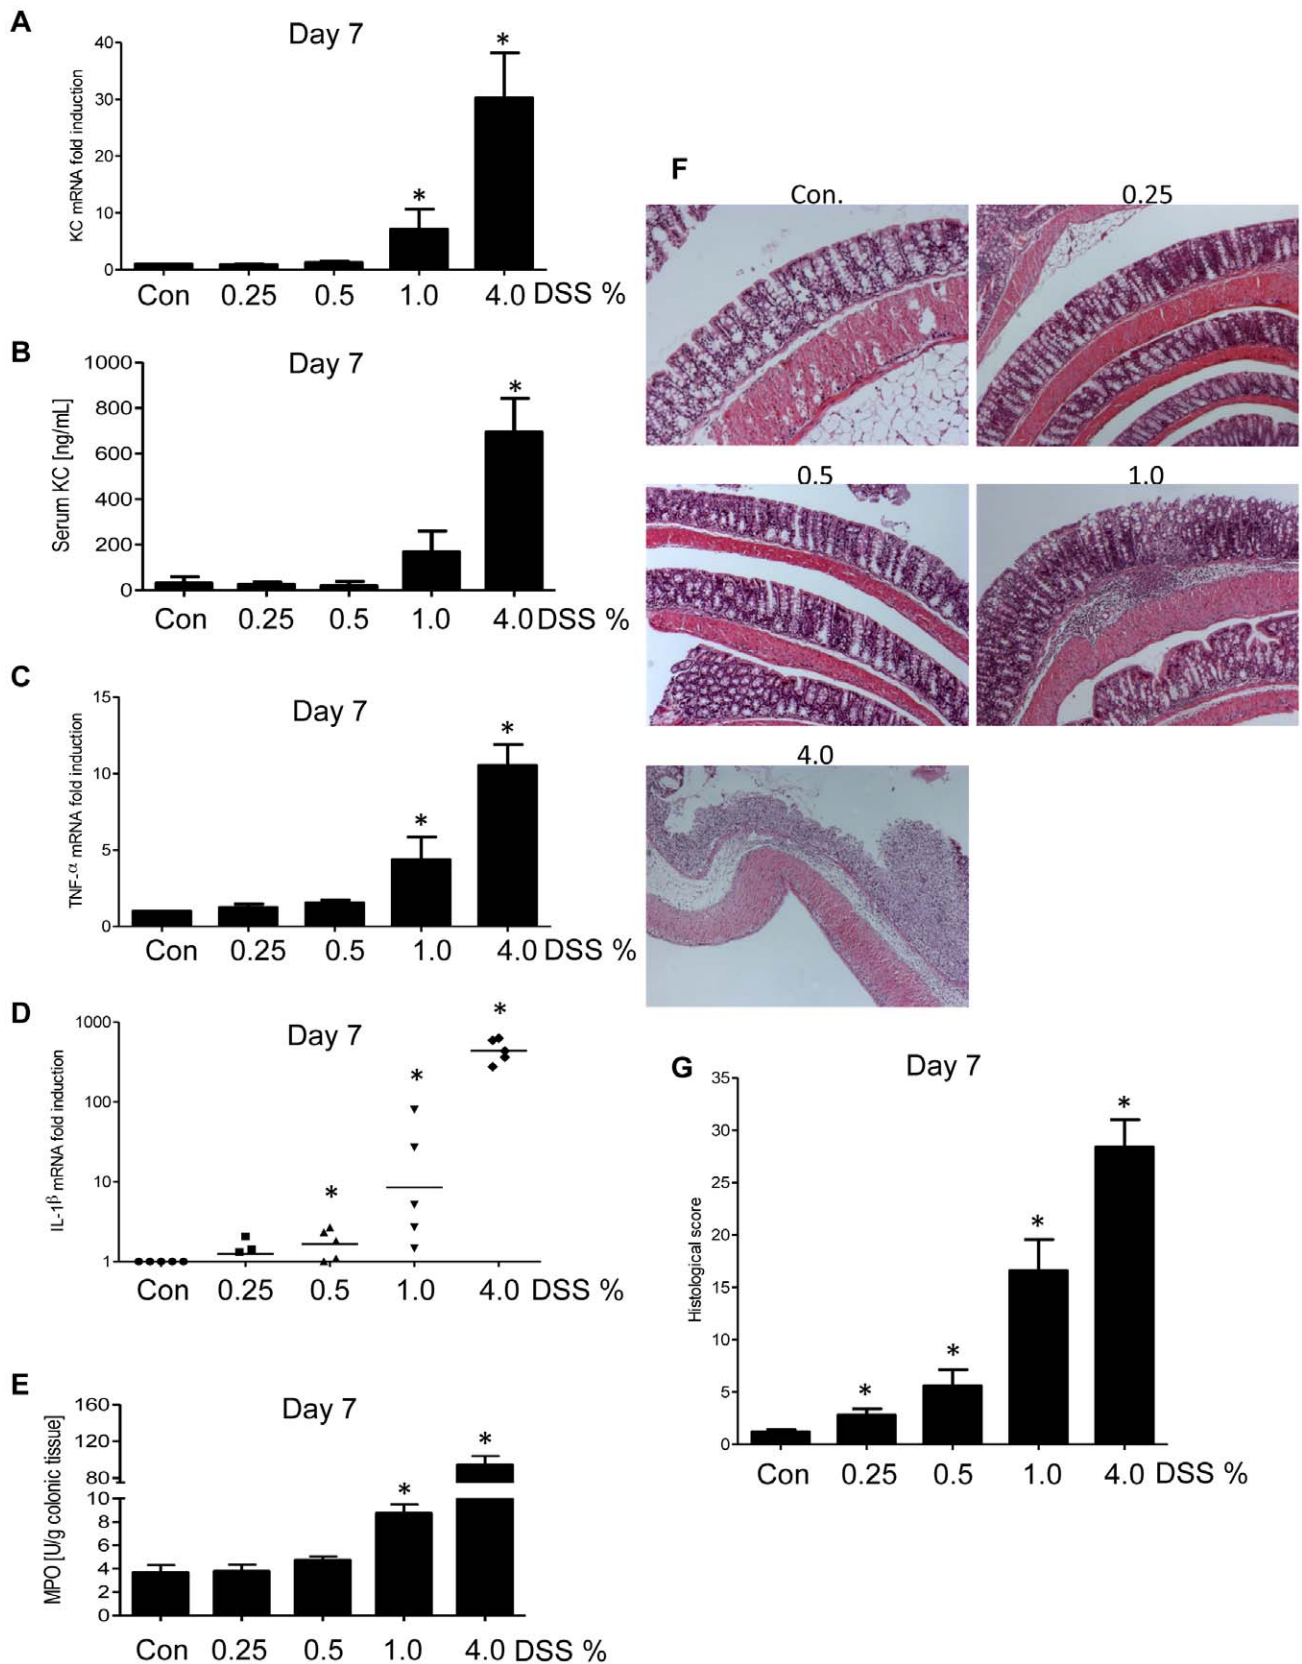 A
Day 7
KC mRNA fold induction
40
30
20
10
0
*
*
Con 0.25 0.5 1.0 4.0 DSS %
B
Day 7
Serum KC [ng/mL]
1000
800
600
400
200
0
*
Con 0.25 0.5 1.0 4.0 DSS %
C
Day 7
TNF-α mRNA fold induction
15
10
5
0
*
*
Con 0.25 0.5 1.0 4.0 DSS %
D
Day 7
IL-1β mRNA fold induction
1000
100
10
1
*
*
*
Con 0.25 0.5 1.0 4.0 DSS %
E
Day 7
MPO [U/g colonic tissue]
160
120
80
10
8
6
4
2
0
*
*
Con 0.25 0.5 1.0 4.0 DSS %
F
Con. 0.25
0.5 1.0
4.0
G
Day 7
Histological score
35
30
25
20
15
10
5
0
*
*
*
*
Con 0.25 0.5 1.0 4.0 DSS %